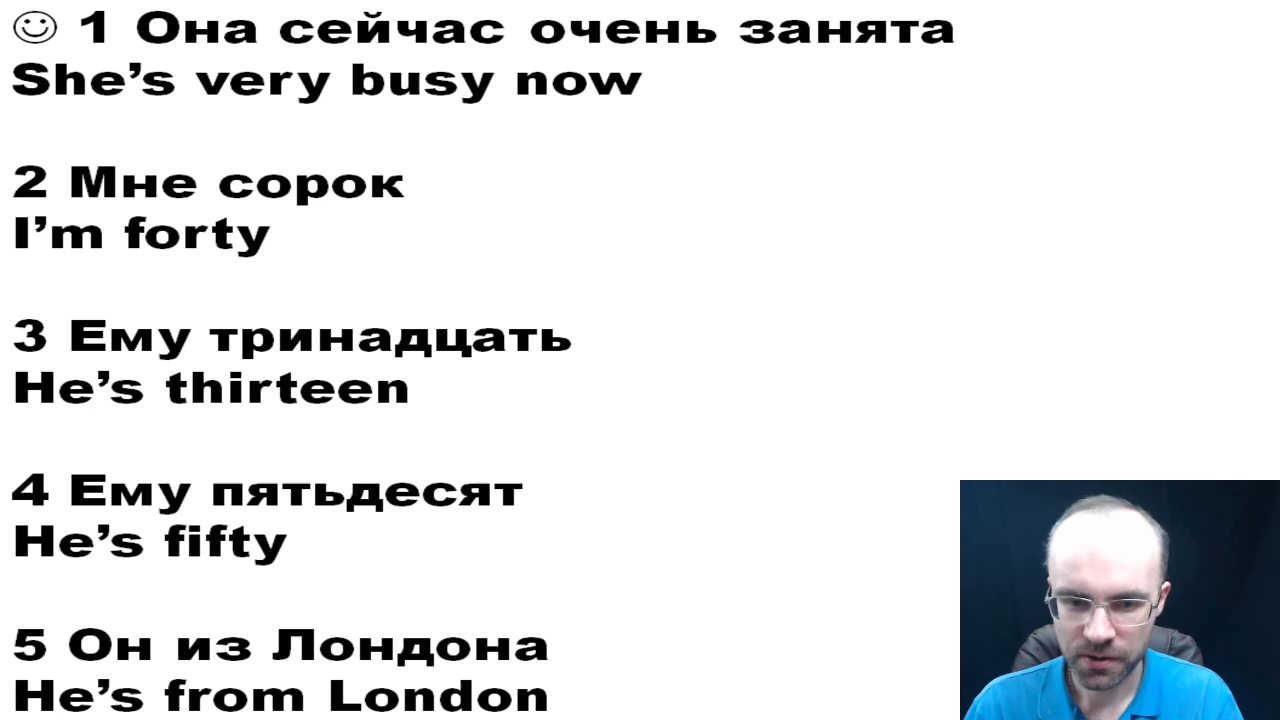 ☺ 1 Она сейчас очень занята
She’s very busy now
2 Мне сорок
I’m forty
3 Ему тринадцать
He’s thirteen
4 Ему пятьдесят
He’s fifty
5 Он из Лондона
He’s from London